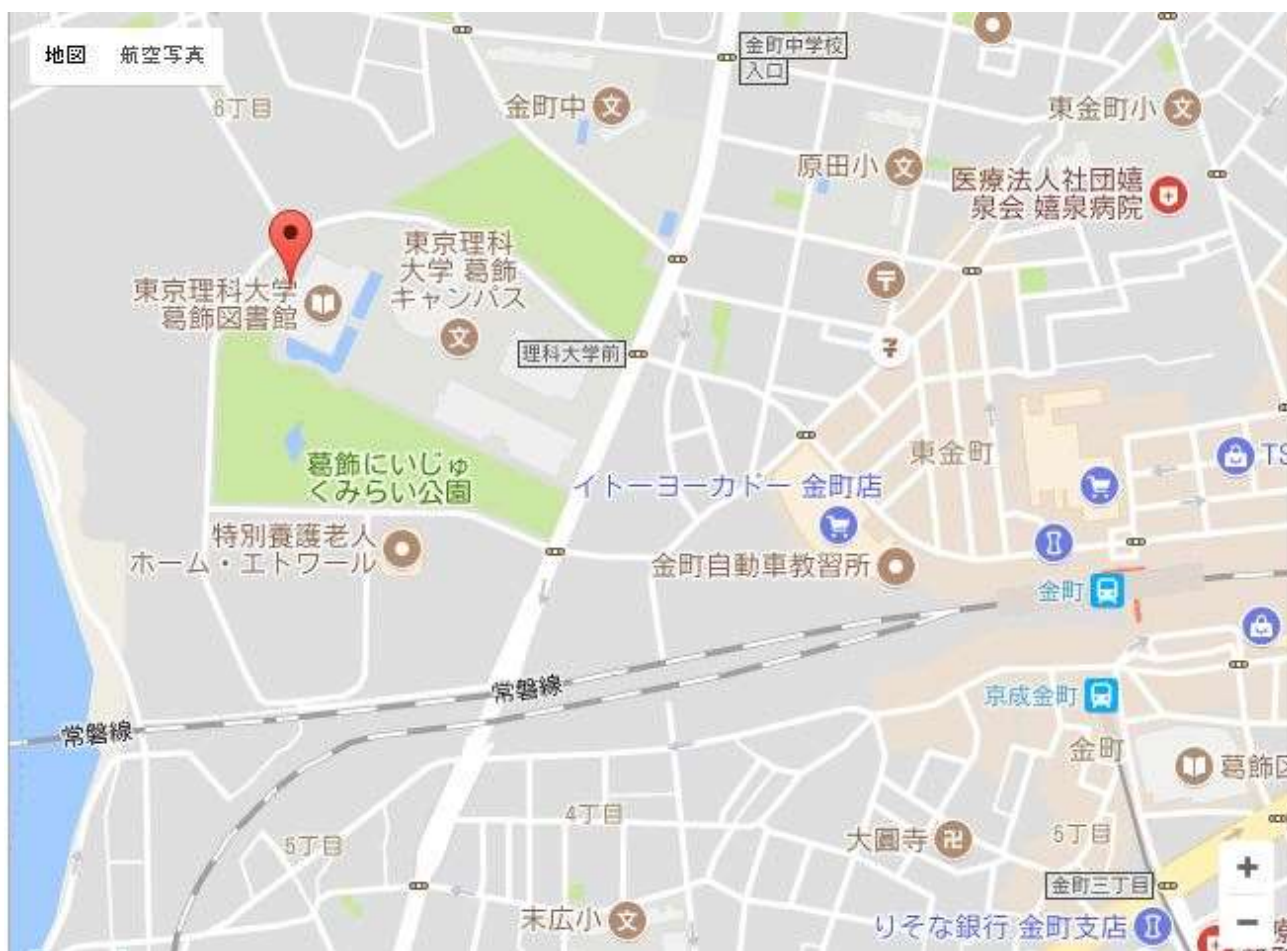 地図 航空写真
金町中学校
入口
6丁目
金町中
東金町小
原田小
医療法人社団嬉
泉会 嬉泉病院
東京理科
大学 葛飾
キャンパス
東京理科大学
葛飾図書館
理科大学前
東金町
葛飾にいじゅ
くみらい公園
イトーヨーカドー 金町店
TS
特別養護老人
ホーム・エトワール
金町自動車教習所
金町
常磐線
京成金町
常磐線
金町
葛飾区
4丁目
5丁目
大圓寺
5丁目
金町三丁目
末広小
りそな銀行 金町支店